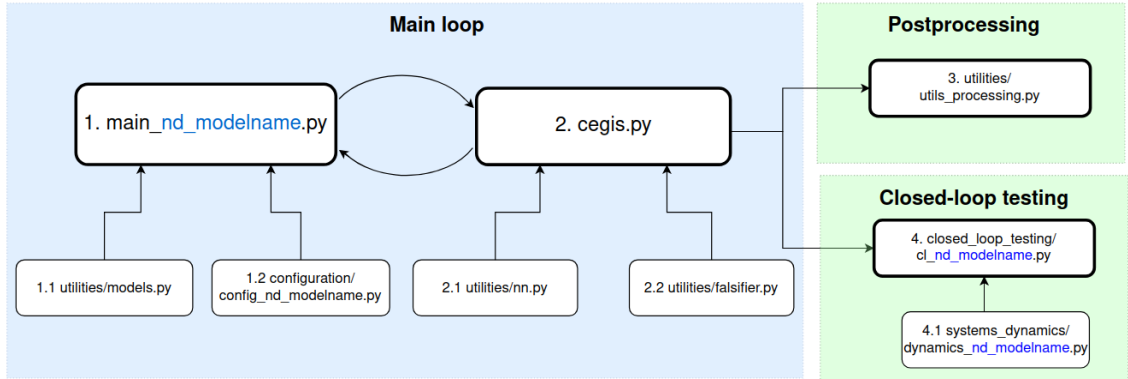 Main loop
1. main_nd_modelname.py
2. cegis.py
1.1 utilities/models.py
1.2 configuration/
config_nd_modelname.py
2.1 utilities/nn.py
2.2 utilities/falsifier.py
Postprocessing
3. utilities/
utils_processing.py
Closed-loop testing
4. closed_loop_testing/
cl_nd_modelname.py
4.1 systems_dynamics/
dynamics_nd_modelname.py